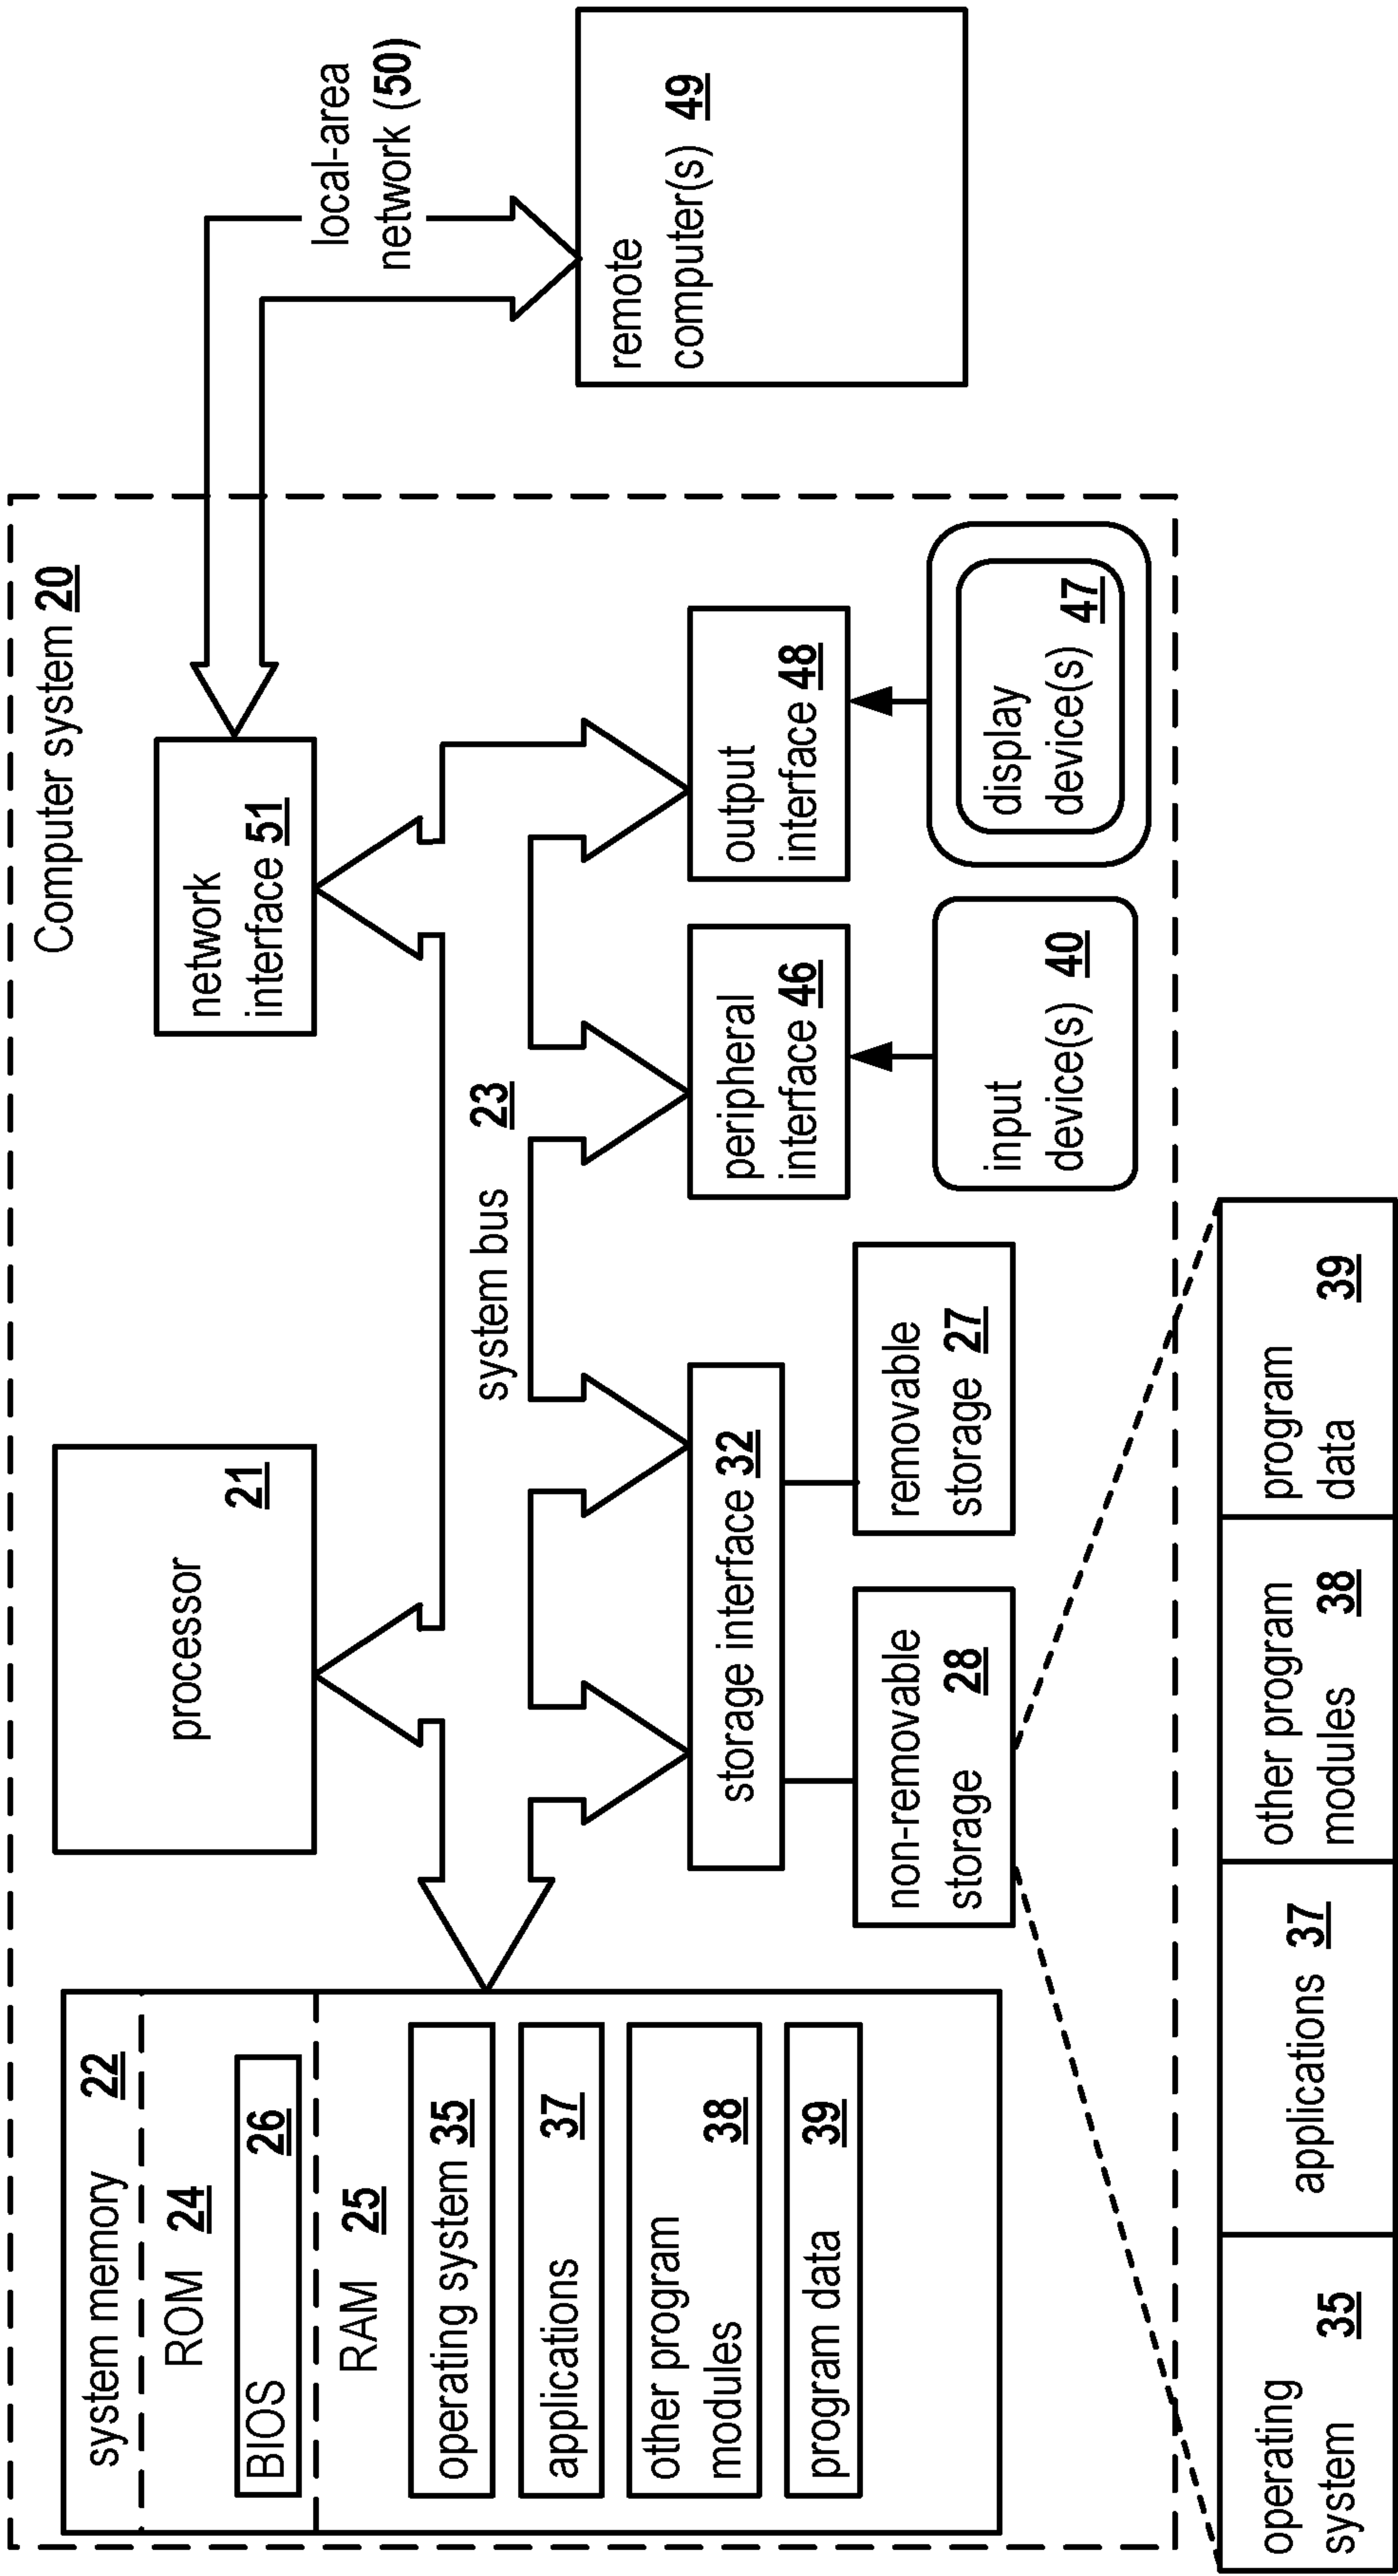 Computer system 20
system memory 22
ROM 24
BIOS 26
RAM 25
operating system 35
applications 37
other program
modules 38
program data 39
processor
21
network
interface 51
local-area
network (50)
remote
computer(s) 49
system bus
23
storage interface 32
non-removable
storage 28
removable
storage 27
peripheral
interface 46
output
interface 48
input
device(s) 40
display
device(s) 47
operating
system 35
applications 37
other program
modules 38
program
data 39